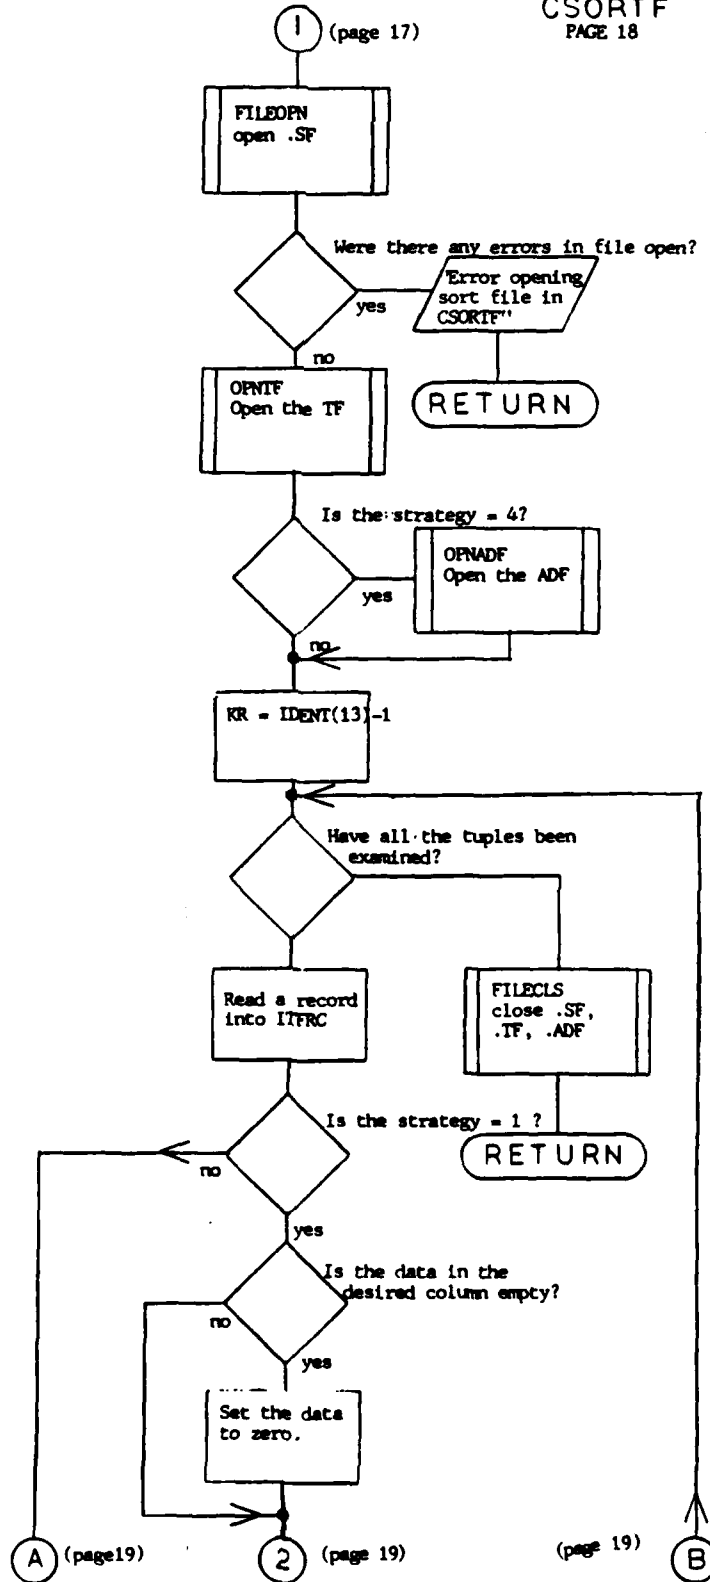 CSORTF
PAGE 18
1 (page 17)
FILEOPN
open .SF
Were there any errors in file open?
yes
"Error opening
sort file in
CSORTF"
no
RETURN
OPNTF
Open the TF
Is the strategy = 4?
OPNADF
Open the ADF
yes
no
KR = IDENT(13)-1
Have all the tuples been
examined?
Read a record
into ITFRC
FILECLS
close .SF,
.TF, .ADF
Is the strategy = 1 ?
RETURN
no
yes
Is the data in the
desired column empty?
no
yes
Set the data
to zero.
A (page19)
2 (page 19)
(page 19) B